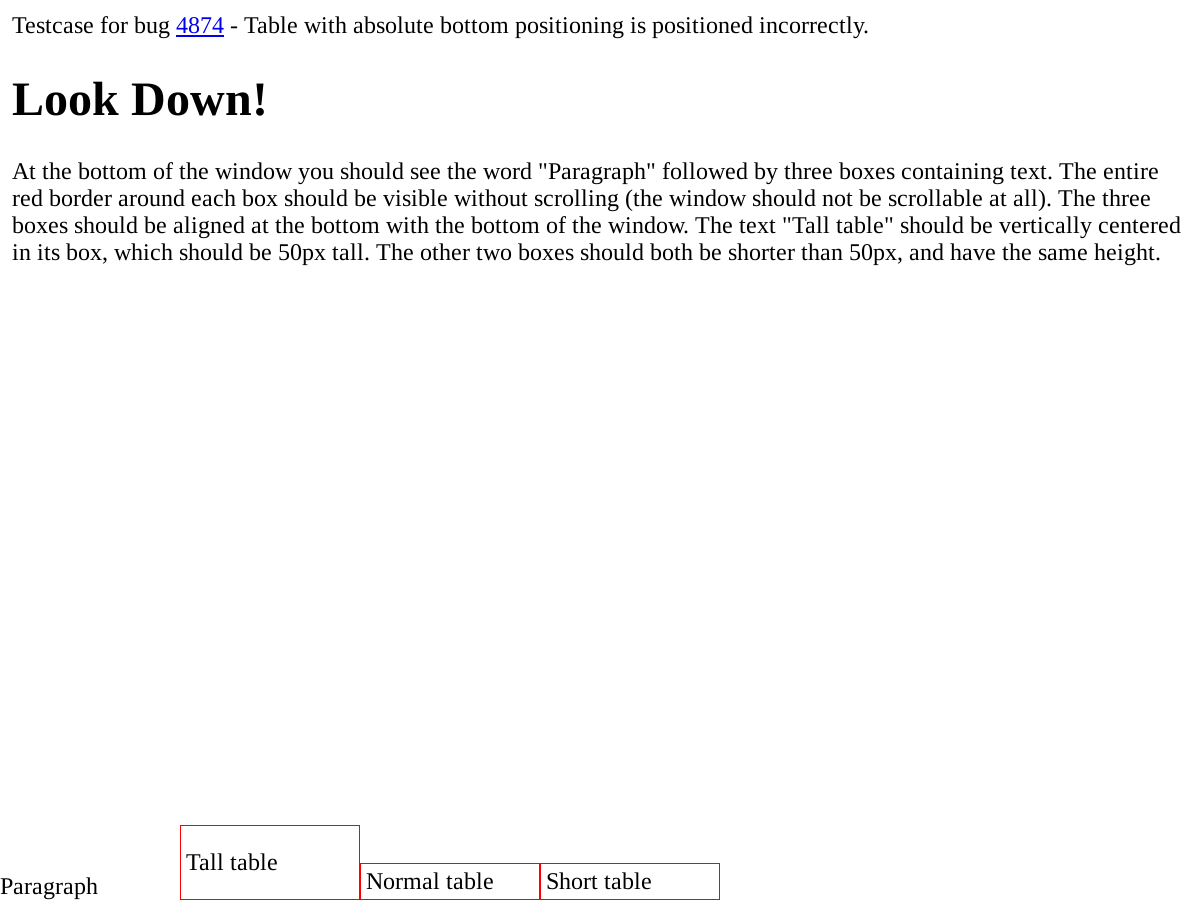 Testcase for bug 4874 - Table with absolute bottom positioning is positioned incorrectly.
Look Down!
At the bottom of the window you should see the word "Paragraph" followed by three boxes containing text. The entire
red border around each box should be visible without scrolling (the window should not be scrollable at all). The three
boxes should be aligned at the bottom with the bottom of the window. The text "Tall table" should be vertically centered
in its box, which should be 50px tall. The other two boxes should both be shorter than 50px, and have the same height.
Tall table
Paragraph
Normal table
Short table